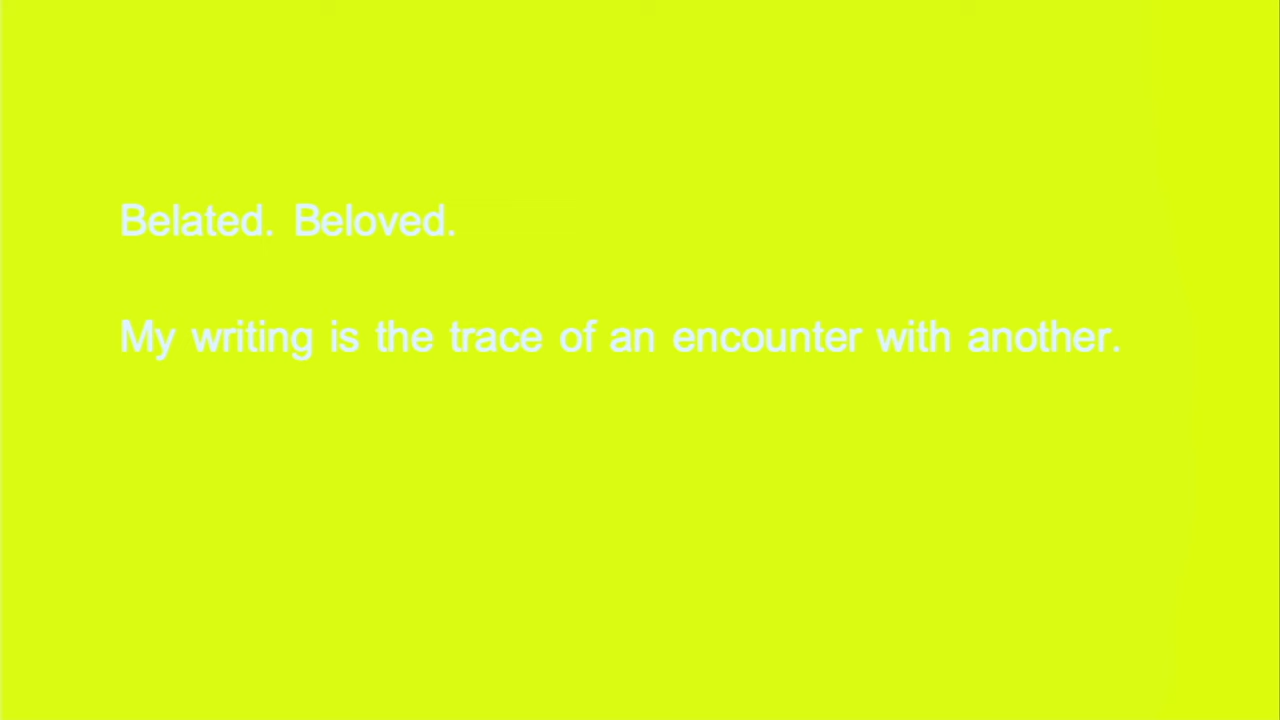 Belated. Beloved.
My writing is the trace of an encounter with another.